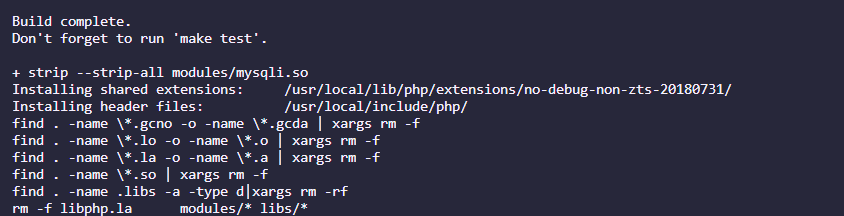 Build complete.
Don't forget to run 'make test'.
+ strip --strip-all modules/mysqli.so
Installing shared extensions:     /usr/local/lib/php/extensions/no-debug-non-zts-20180731/
Installing header files:          /usr/local/include/php/
find . -name \*.gcno -o -name \*.gcda | xargs rm -f
find . -name \*.lo -o -name \*.o | xargs rm -f
find . -name \*.la -o -name \*.a | xargs rm -f
find . -name \*.so | xargs rm -f
find . -name .libs -a -type d|xargs rm -rf
rm -f libphp.la      modules/* libs/*